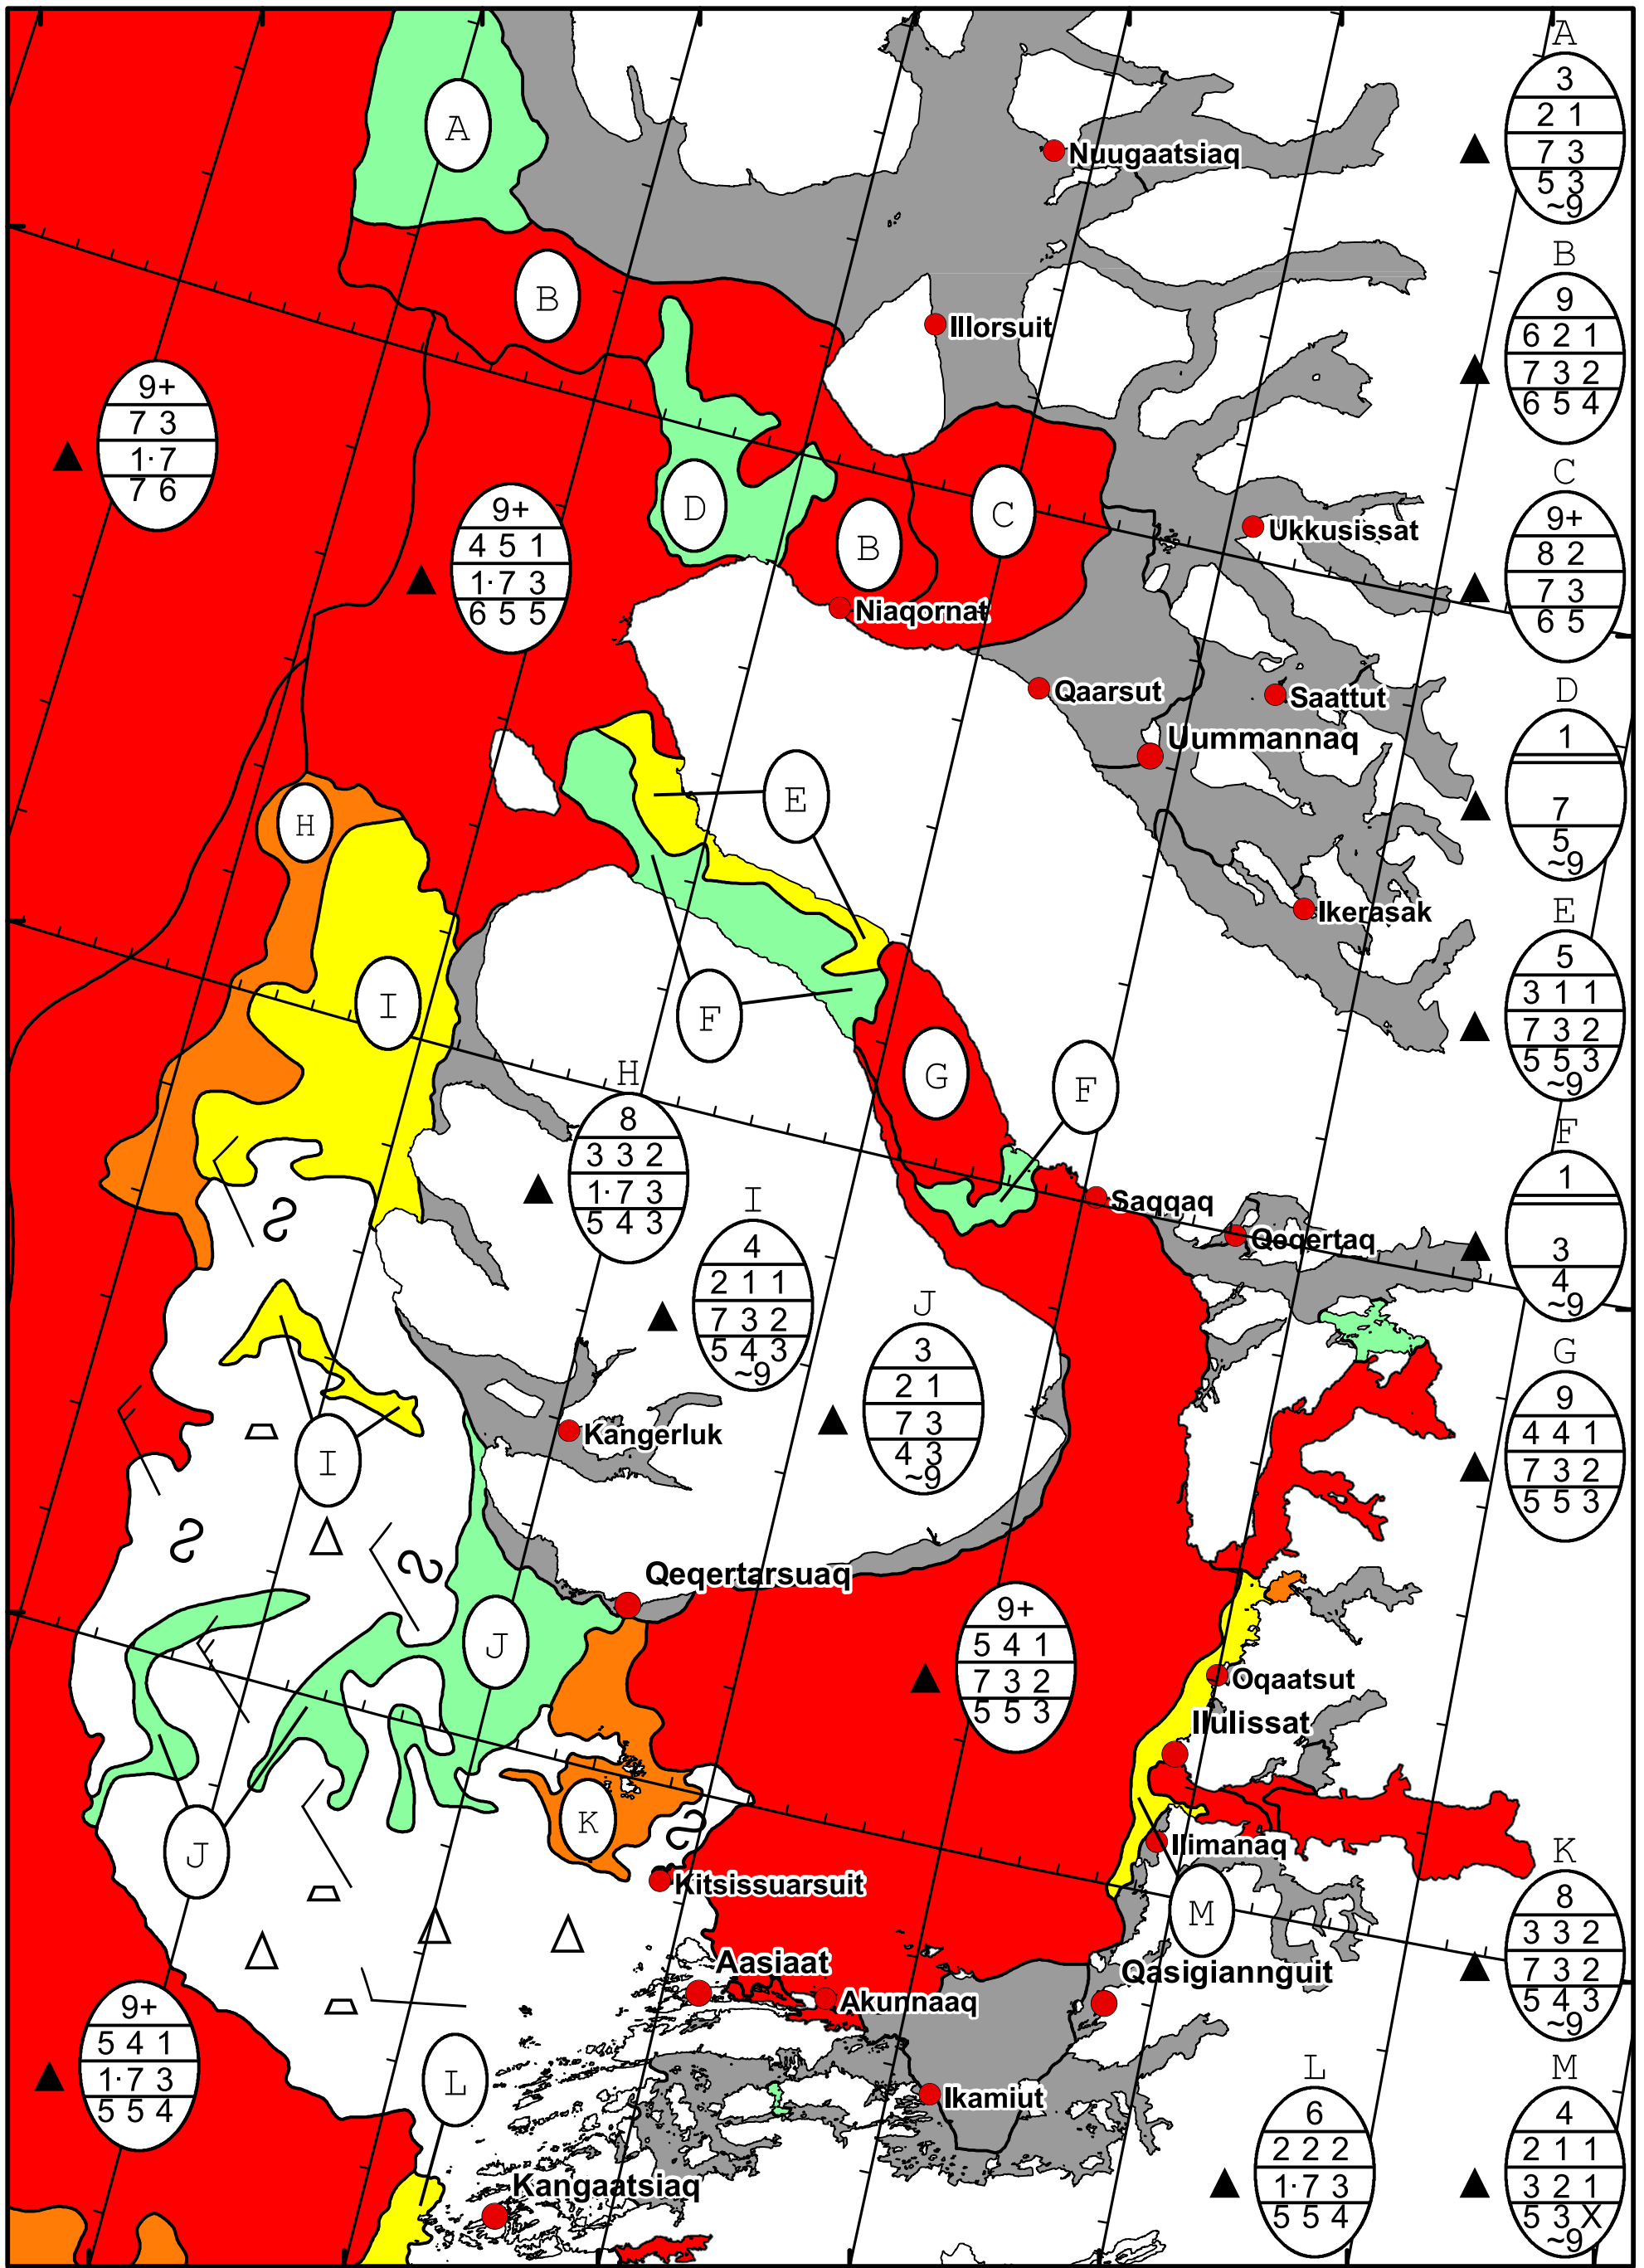 A
3
2 1
7 3
5 3
~9
A
Nuugaatsiaq
B
9
6 2 1
7 3 2
6 5 4
B
Illorsuit
9+
7 3
1·7
7 6
9+
4 5 1
1·7 3
6 5 5
D
B
C
C
9+
8 2
7 3
6 5
Ukkusissat
Niaqornat
Qaarsut
Saattut
Uummannaq
D
1
7
5
~9
H
E
Ikerasak
E
5
3 1 1
7 3 2
5 5 3
~9
I
F
G
F
H
8
3 3 2
1·7 3
5 4 3
F
1
3
4
~9
Saqqaq
Qeqertaq
I
4
2 1 1
7 3 2
5 4 3
~9
J
3
2 1
7 3
4 3
~9
G
9
4 4 1
7 3 2
5 5 3
Kangerluk
I
Qeqertarsuaq
J
9+
5 4 1
7 3 2
5 5 3
Oqaatsut
Ilulissat
K
J
Ilimanaq
Kitsissuarsuit
M
K
8
3 3 2
7 3 2
5 4 3
~9
Aasiaat
Qasigiannguit
Akunnaaq
9+
5 4 1
1·7 3
5 5 4
L
Ikamiut
L
6
2 2 2
1·7 3
5 5 4
M
4
2 1 1
3 2 1
5 3 X
~9
Kangaatsiaq